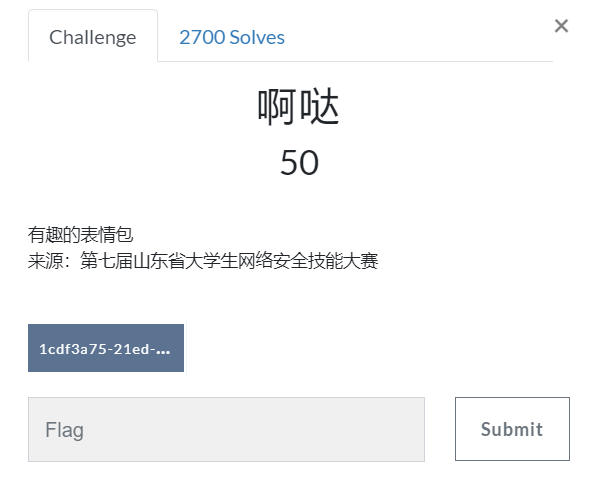 Challenge
2700 Solves
×
啊哒
50
有趣的表情包
来源：第七届山东省大学生网络安全技能大赛
1cdf3a75-21ed-...
Flag
Submit